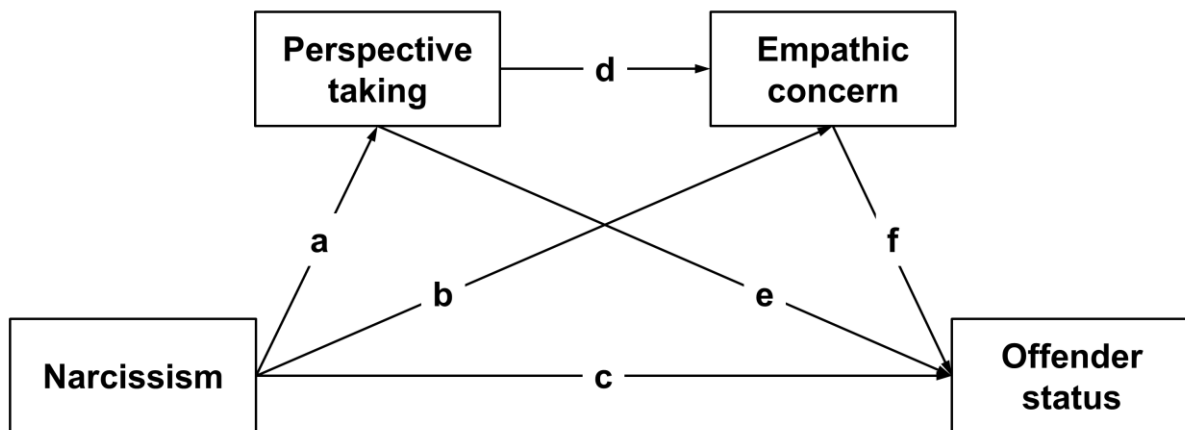 Perspective
taking
d
Empathic
concern
a
b
e
f
Narcissism
c
Offender
status